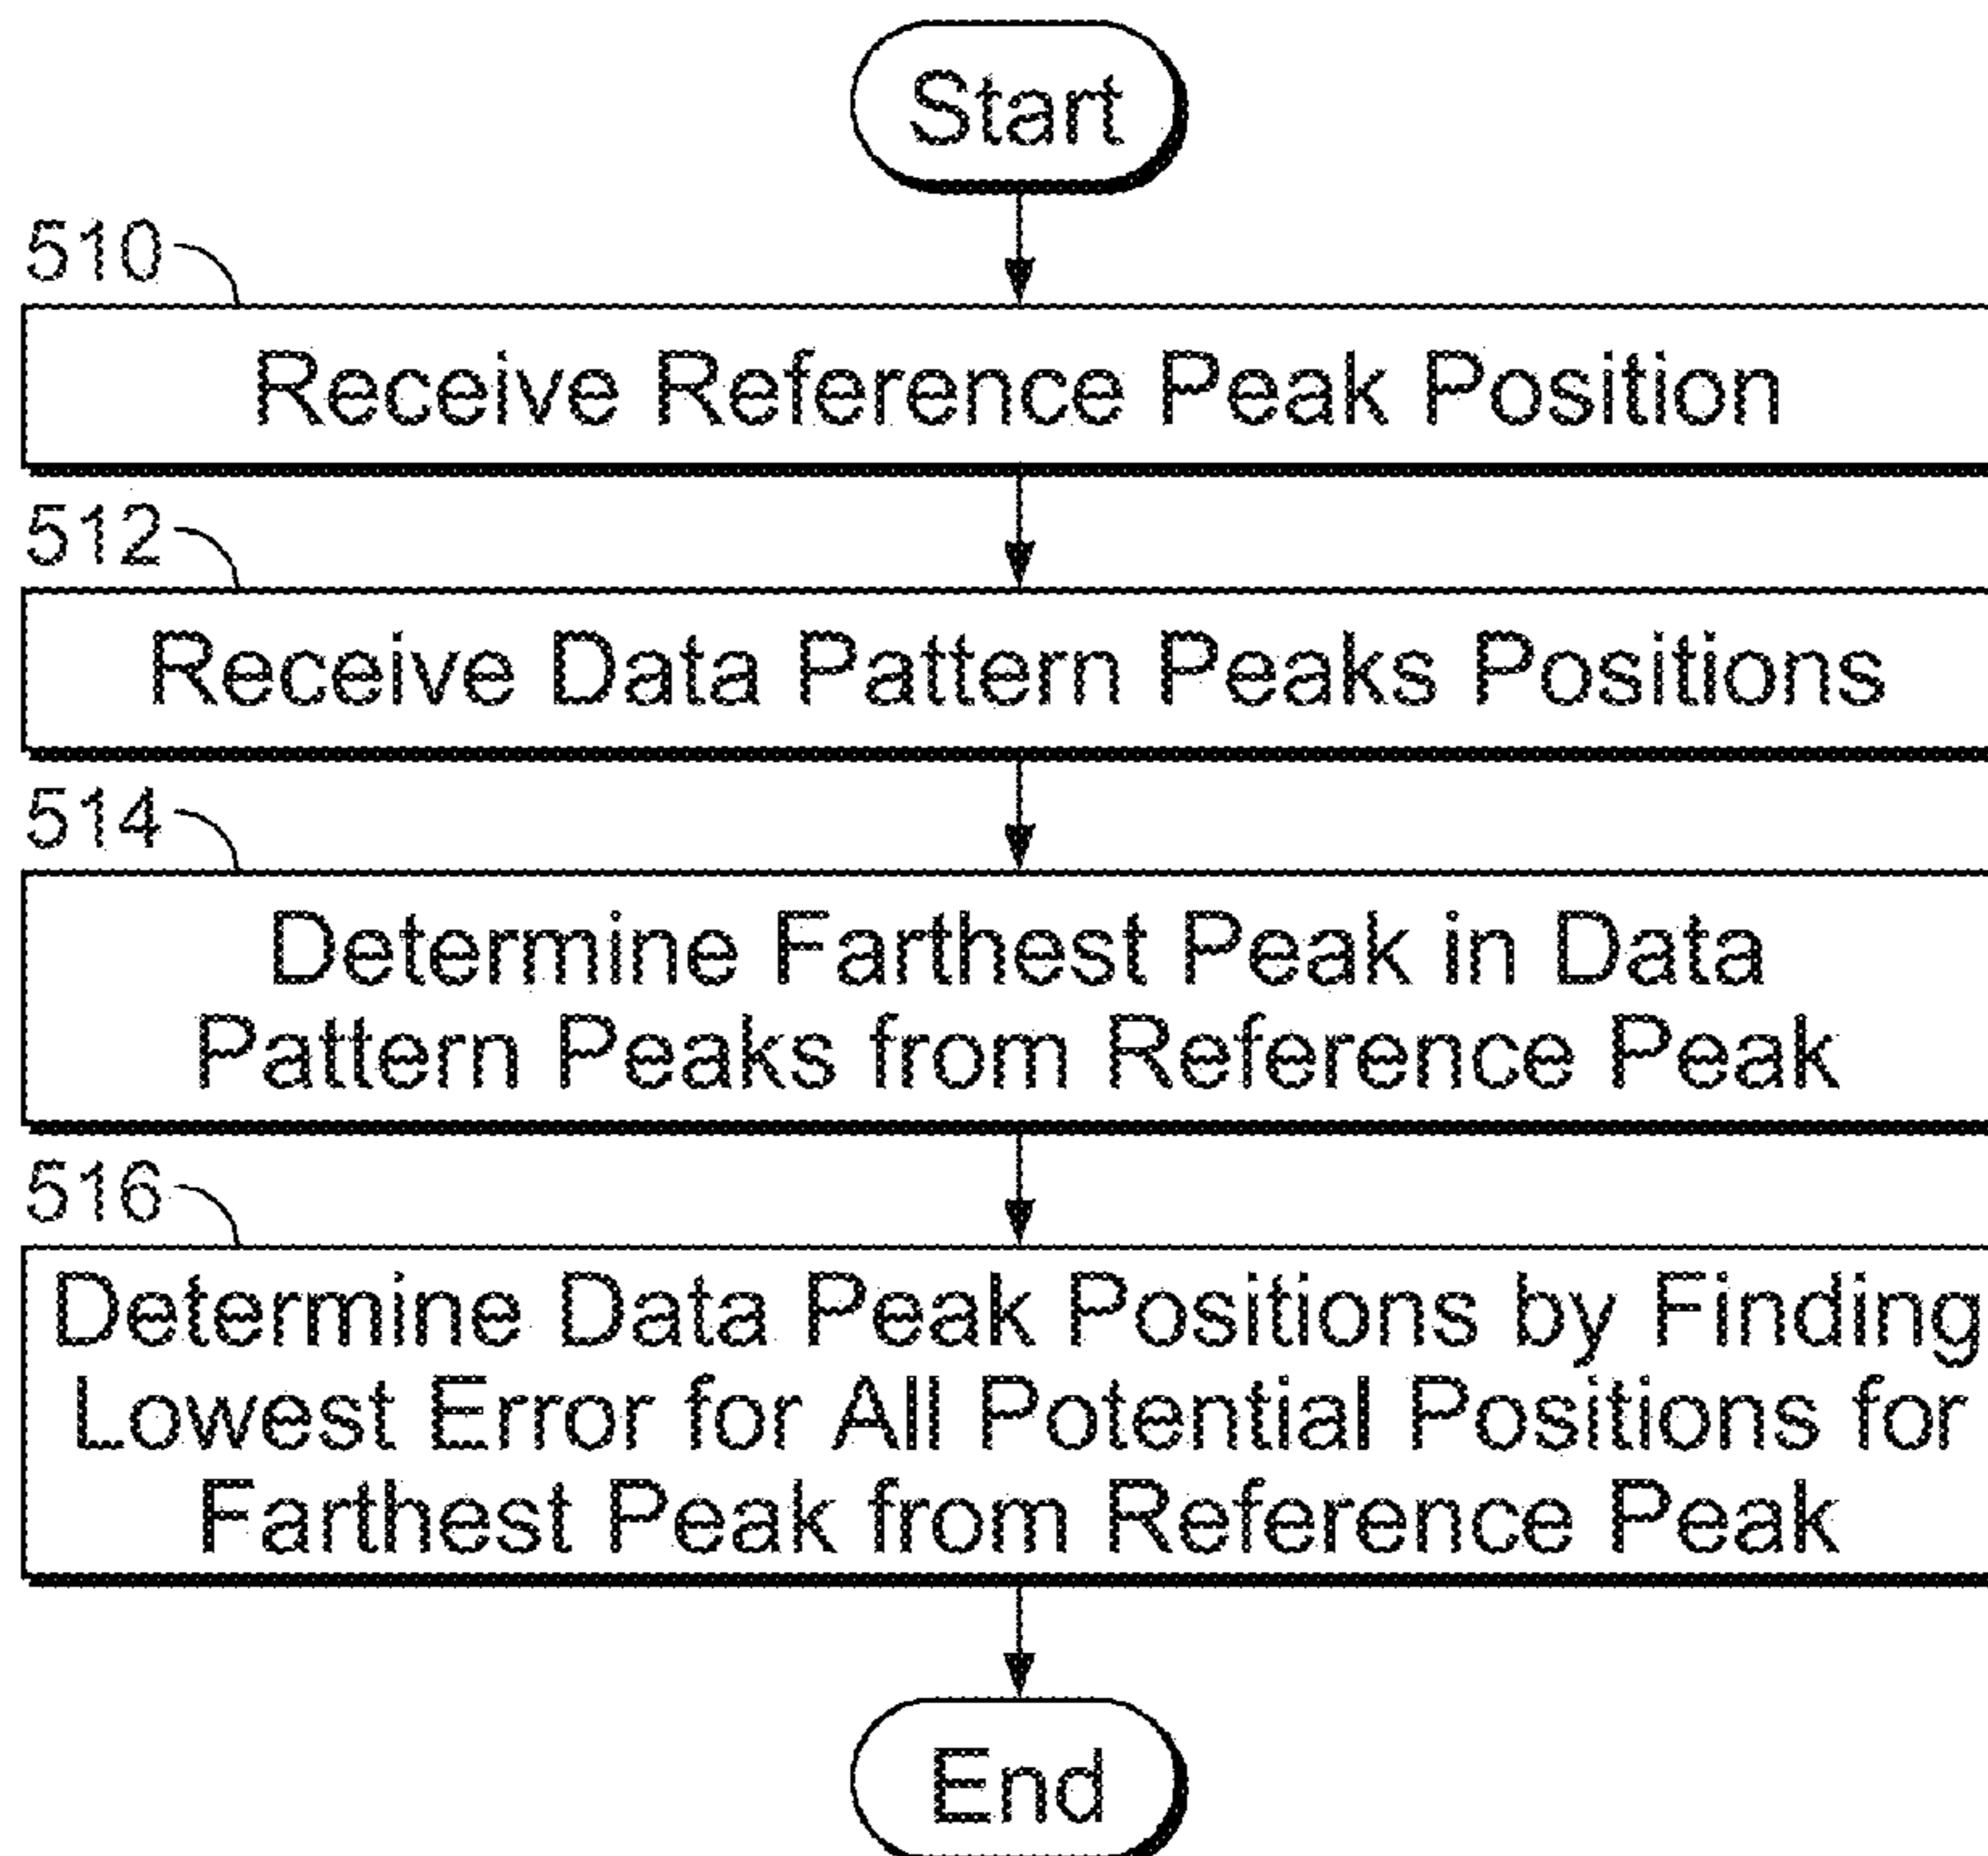 Start
510
Receive Reference Peak Position
512
Receive Data Pattern Peaks Positions
514
Determine Farthest Peak in Data
Pattern Peaks from Reference Peak
516
Determine Data Peak Positions by Finding
Lowest Error for All Potential Positions for
Farthest Peak from Reference Peak
End